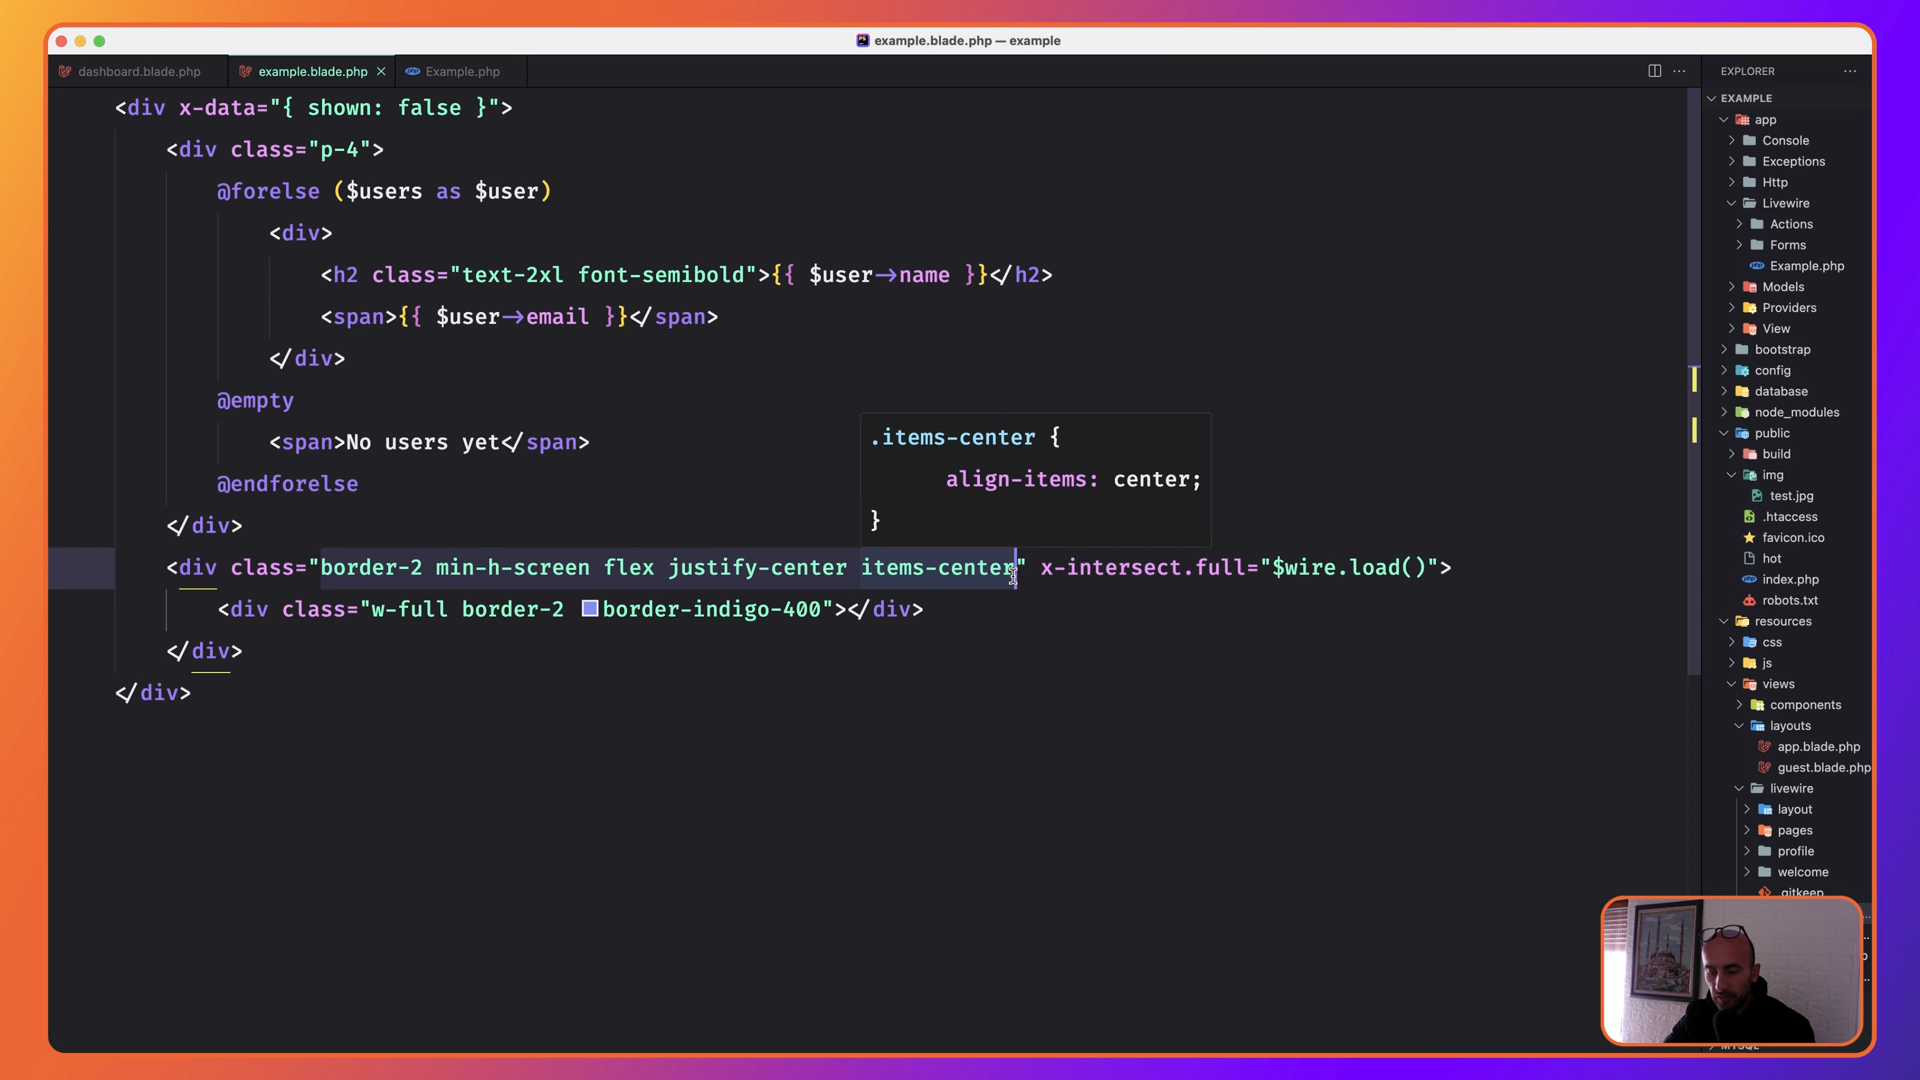 example.blade.php — example
dashboard.blade.php
example.blade.php
Example.php
EXPLORER
<div x-data="{ shown: false }">
<div class="p-4">
@forelse ($users as $user)
<div>
<h2 class="text-2xl font-semibold">{{ $user->name }}</h2>
<span>{{ $user->email }}</span>
</div>
@empty
<span>No users yet</span>
@endforelse
</div>
<div class="border-2 min-h-screen flex justify-center items-center" x-intersect.full="$wire.load()">
<div class="w-full border-2 border-indigo-400"></div>
</div>
</div>
.items-center {
align-items: center;
}
EXAMPLE
app
Console
Exceptions
Http
Livewire
Actions
Forms
Example.php
Models
Providers
View
bootstrap
config
database
node_modules
public
build
img
test.jpg
.htaccess
favicon.ico
hot
index.php
robots.txt
resources
css
js
views
components
layouts
app.blade.php
guest.blade.php
livewire
layout
pages
profile
welcome
.gitkeep
MYSQL